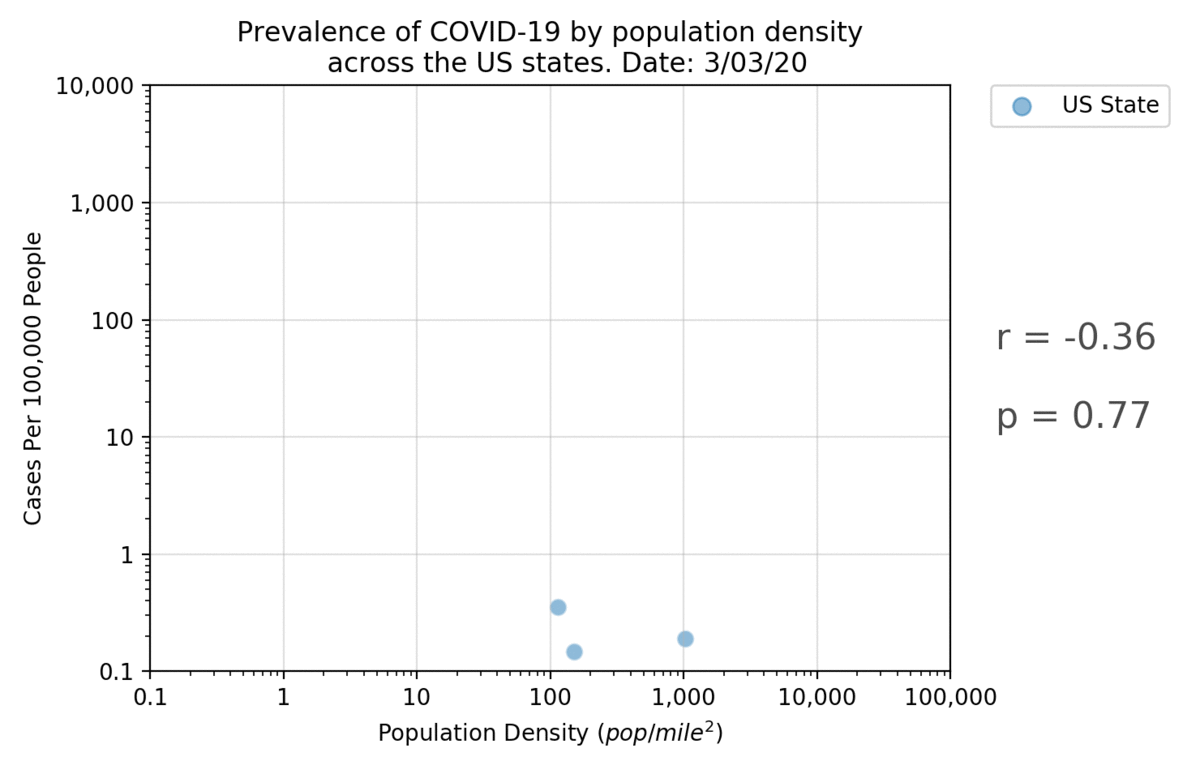 Prevalence of COVID-19 by population density
across the US states. Date: 3/03/20
10,000
1,000
100
10
1
0.1
Cases Per 100,000 People
0.1
1
10
100
1,000
10,000
100,000
Population Density (pop/mile²)
US State
r = -0.36
p = 0.77